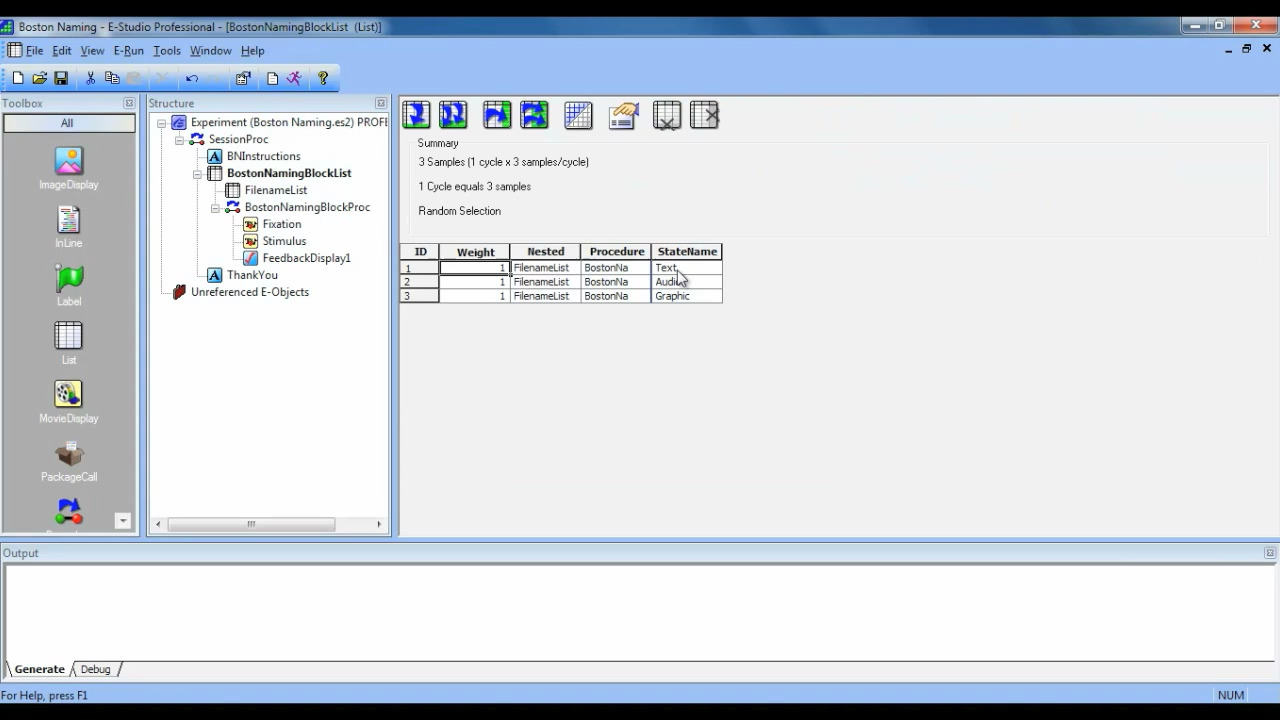 Boston Naming - E-Studio Professional - [BostonNamingBlockList (List)]
File Edit View E-Run Tools Window Help
Toolbox
All
ImageDisplay
InLine
Label
List
MovieDisplay
PackageCall
Structure
Experiment (Boston Naming.es2) PROFE
SessionProc
BNInstructions
BostonNamingBlockList
FilenameList
BostonNamingBlockProc
Fixation
Stimulus
FeedbackDisplay1
ThankYou
Unreferenced E-Objects
Summary
3 Samples (1 cycle x 3 samples/cycle)
1 Cycle equals 3 samples
Random Selection
ID Weight Nested Procedure StateName
1 1 FilenameList BostonNa Text
2 1 FilenameList BostonNa Audi
3 1 FilenameList BostonNa Graphic
Output
Generate Debug
For Help, press F1
NUM